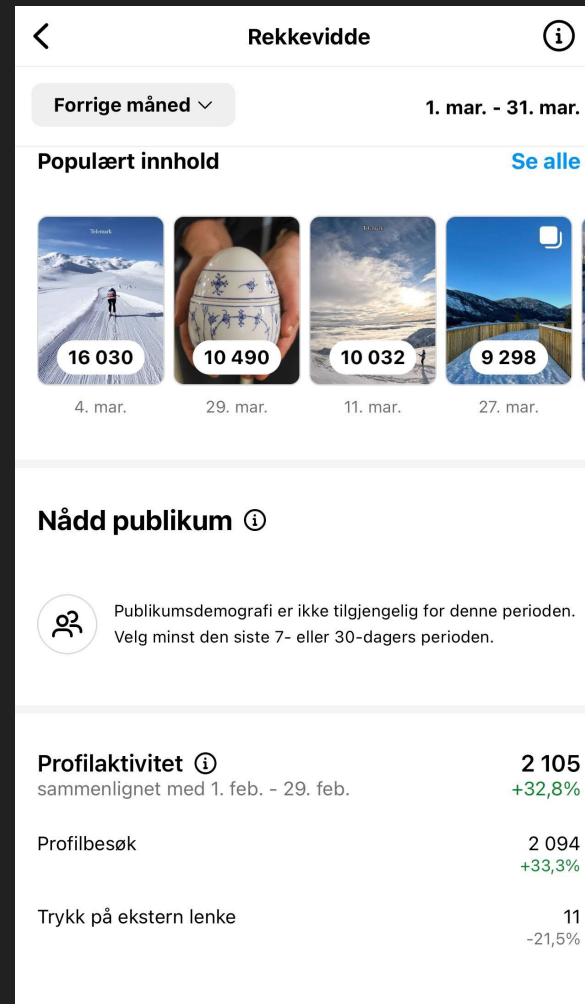 Rekkevidde
Forrige måned
1. mar. - 31. mar.
Populært innhold
Se alle
Telemark
16 030
10 490
10 032
9 298
4. mar.
29. mar.
11. mar.
27. mar.
Nådd publikum
Publikumsdemografi er ikke tilgjengelig for denne perioden.
Velg minst den siste 7- eller 30-dagers perioden.
Profilaktivitet
2 105
sammenlignet med 1. feb. - 29. feb.
+32,8%
Profilbesøk
2 094
+33,3%
Trykk på ekstern lenke
11
-21,5%